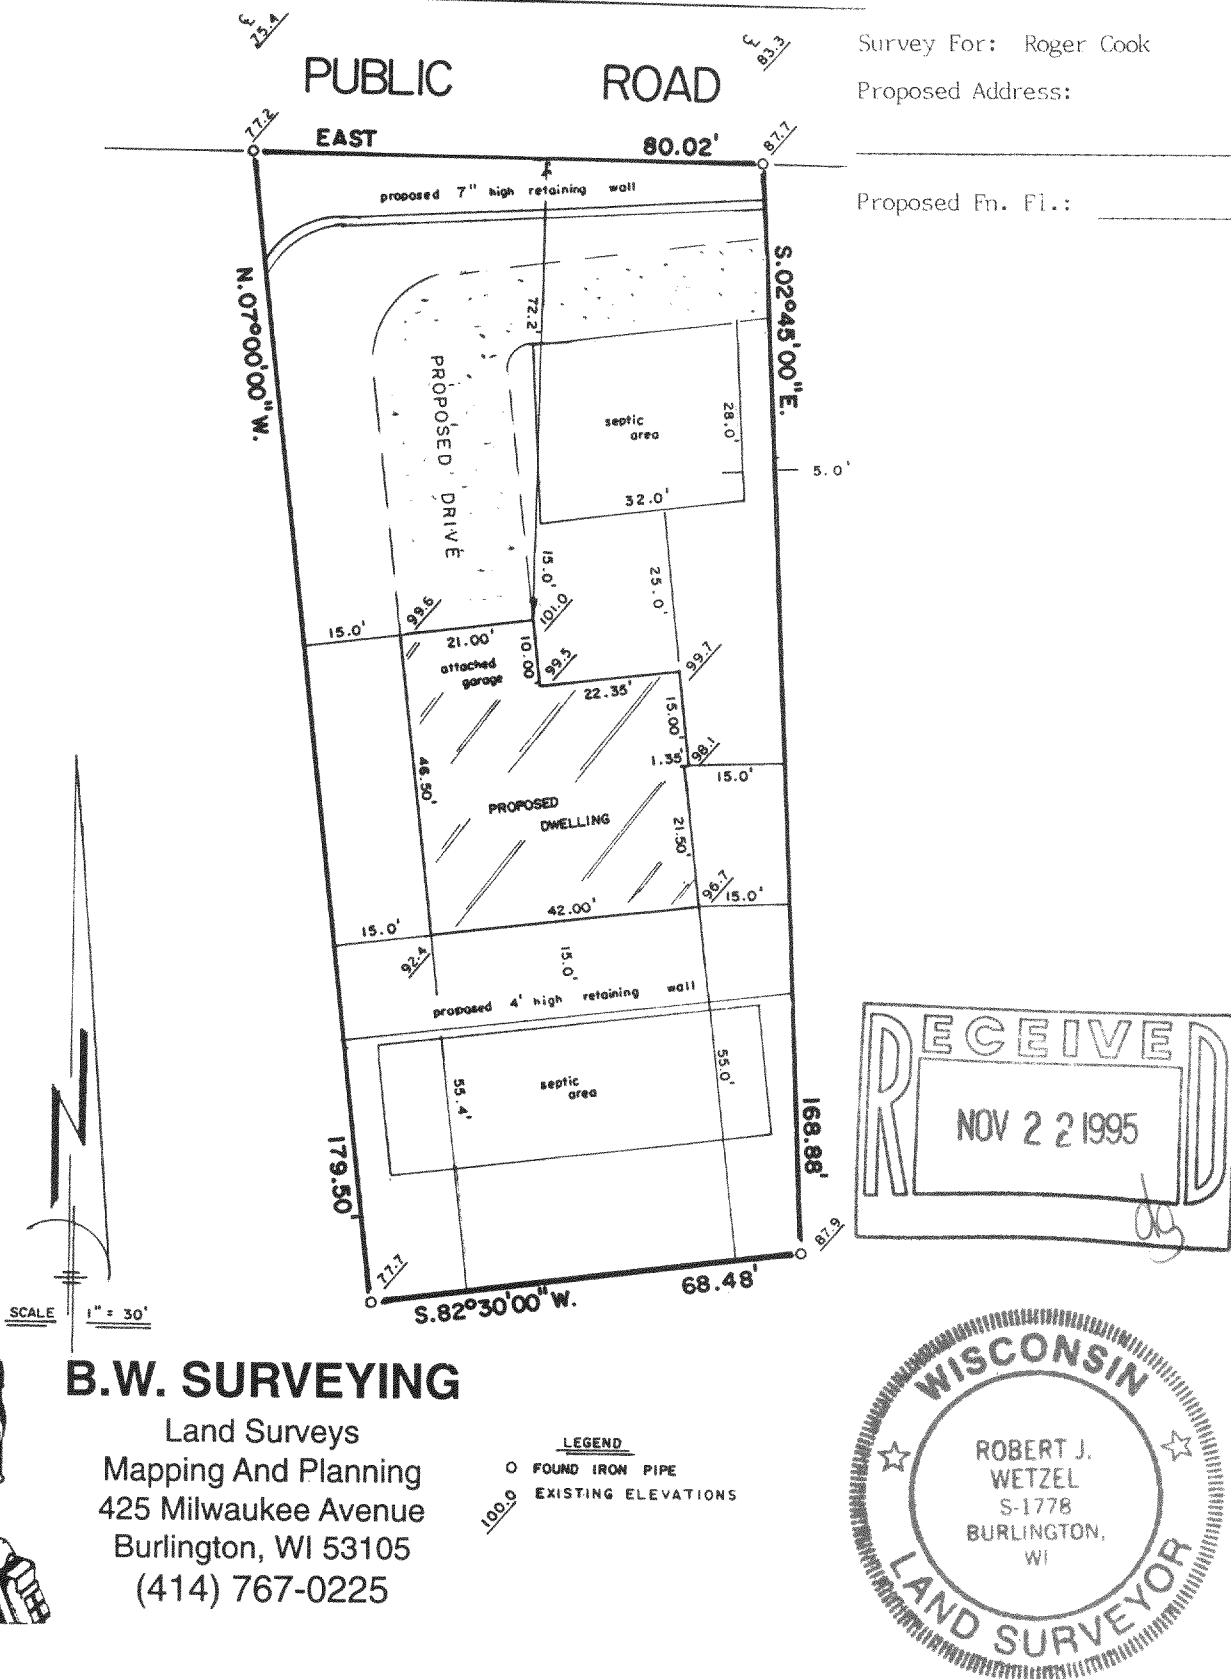 ℄
75.4
℄
83.3
PUBLIC ROAD
Survey For: Roger Cook
Proposed Address:
Proposed Fn. Fl.:
77.2
EAST
80.02'
87.7
proposed 7" high retaining wall
N.07°00'00"W.
S.02°45'00"E.
72.2'
PROPOSED DRIVE
septic
area
28.0'
5.0'
32.0'
15.0'
25.0'
99.6
101.0
15.0'
21.00'
10.00'
99.5
99.7
attached
garage
22.35'
15.00'
1.35'
98.1
15.0'
46.50'
PROPOSED
DWELLING
21.50'
96.7
15.0'
42.00'
15.0'
92.4
15.0'
proposed 4' high retaining wall
55.4'
septic
area
55.0'
179.50'
168.88'
77.7
87.9
S.82°30'00"W.
68.48'
N
SCALE 1" = 30'
RECEIVED
NOV 22 1995
dg
B.W. SURVEYING
Land Surveys
Mapping And Planning
425 Milwaukee Avenue
Burlington, WI 53105
(414) 767-0225
LEGEND
O FOUND IRON PIPE
100.0 EXISTING ELEVATIONS
WISCONSIN
ROBERT J.
WETZEL
S-1778
BURLINGTON,
WI
LAND SURVEYOR